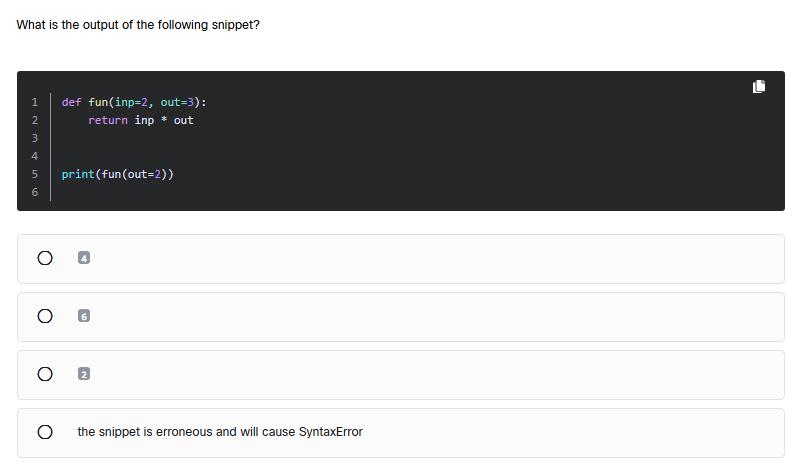 What is the output of the following snippet?
1 def fun(inp=2, out=3):
2     return inp * out
3
4
5 print(fun(out=2))
6
4
6
2
the snippet is erroneous and will cause SyntaxError